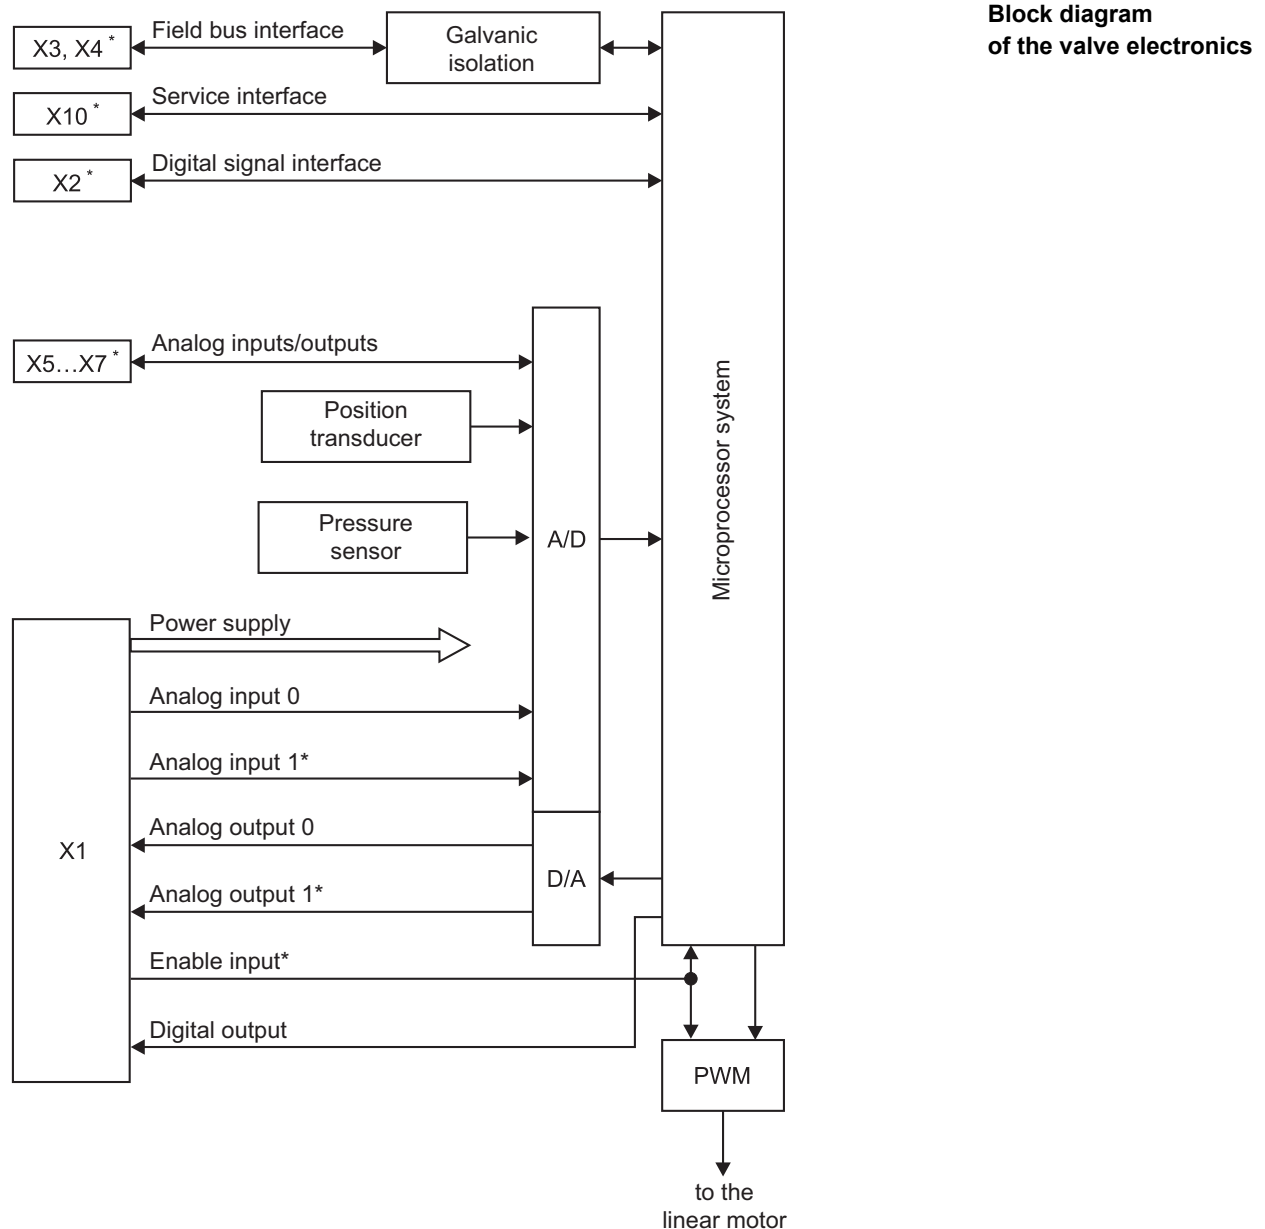 Block diagram
of the valve electronics
X3, X4 *
Field bus interface
Galvanic
isolation
X10 *
Service interface
X2 *
Digital signal interface
X5…X7 *
Analog inputs/outputs
Position
transducer
Pressure
sensor
A/D
Microprocessor system
Power supply
Analog input 0
Analog input 1*
Analog output 0
X1
D/A
Analog output 1*
Enable input*
Digital output
PWM
to the
linear motor